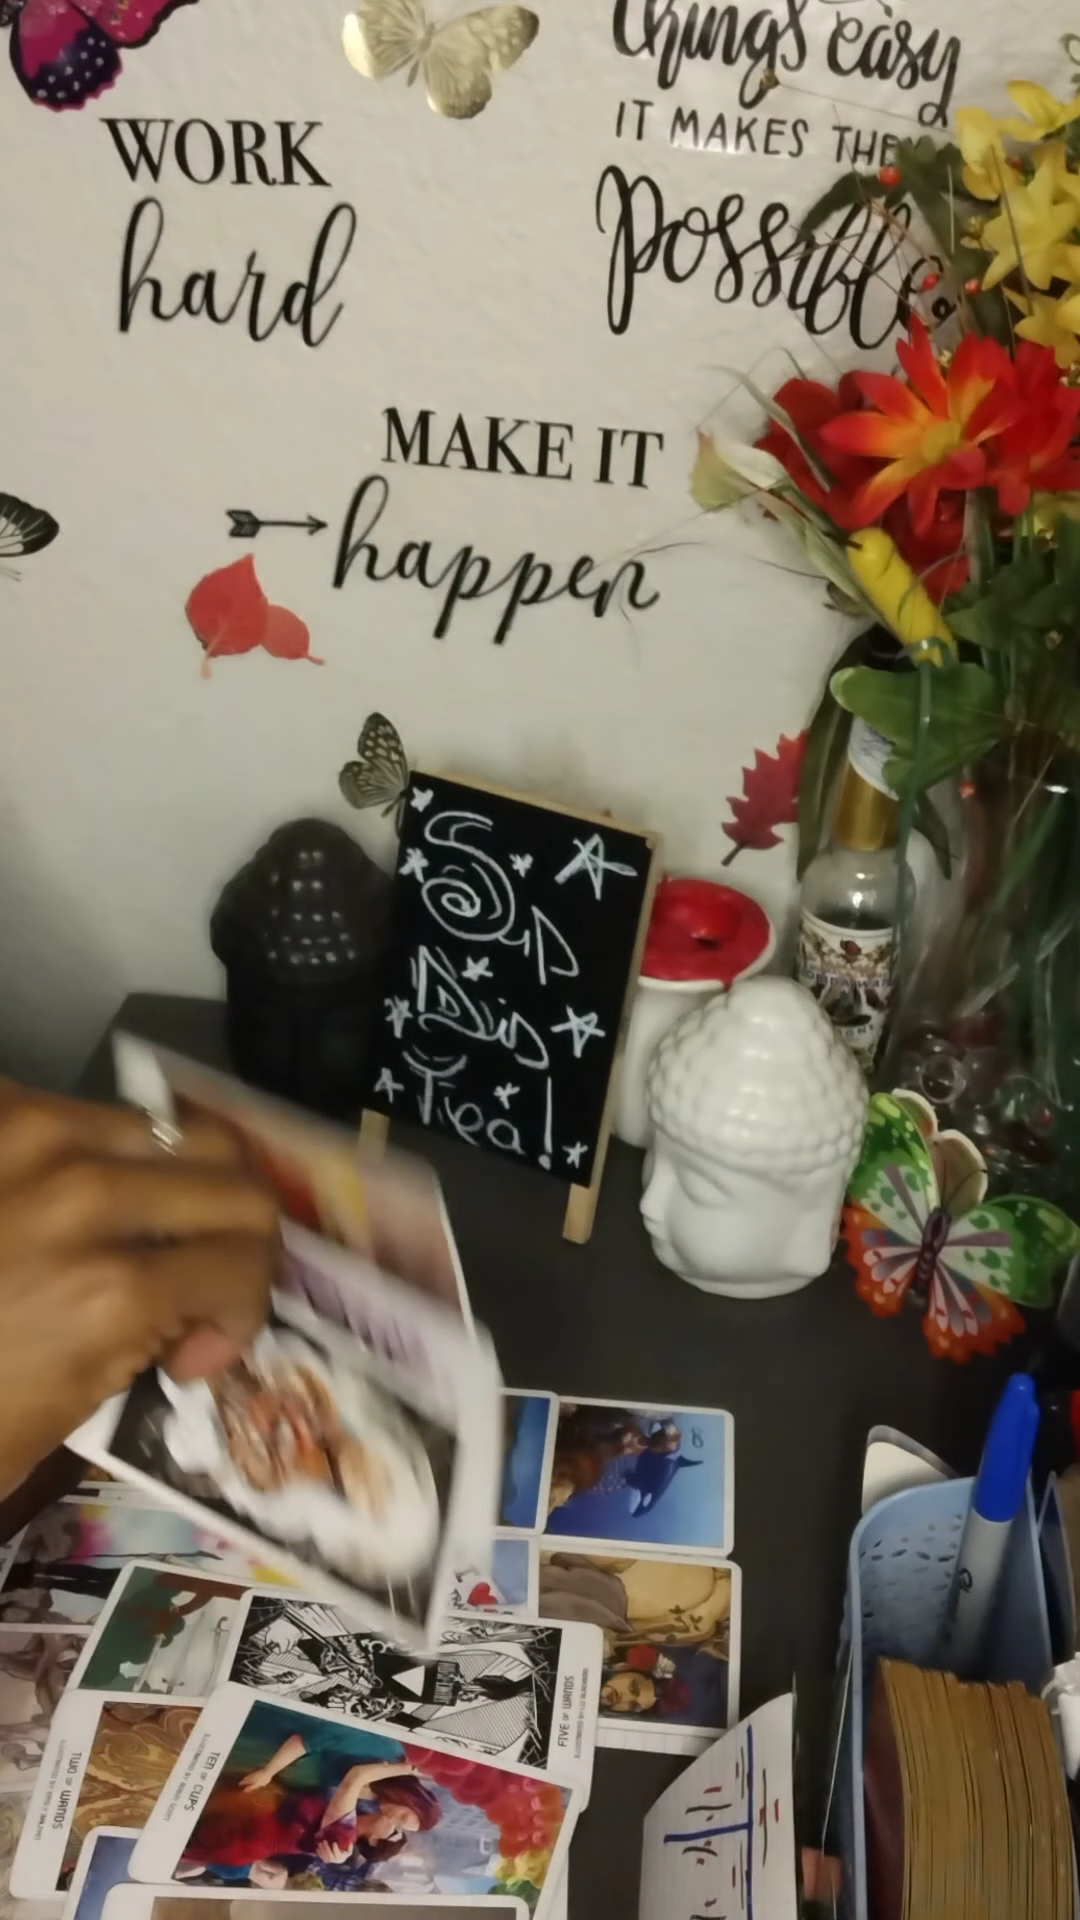 things easy
IT MAKES THEM
possible.
WORK
hard
MAKE IT
happen
Sip
Dis
Tea!
FIVE OF WANDS
TEN OF CUPS
TWO OF WANDS